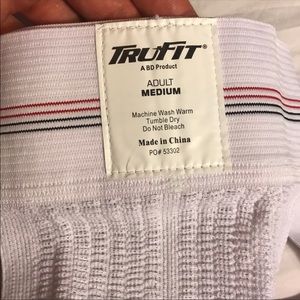 TRUFIT®
A BD Product
ADULT
MEDIUM
Machine Wash Warm
Tumble Dry
Do Not Bleach
Made in China
PO# 53302